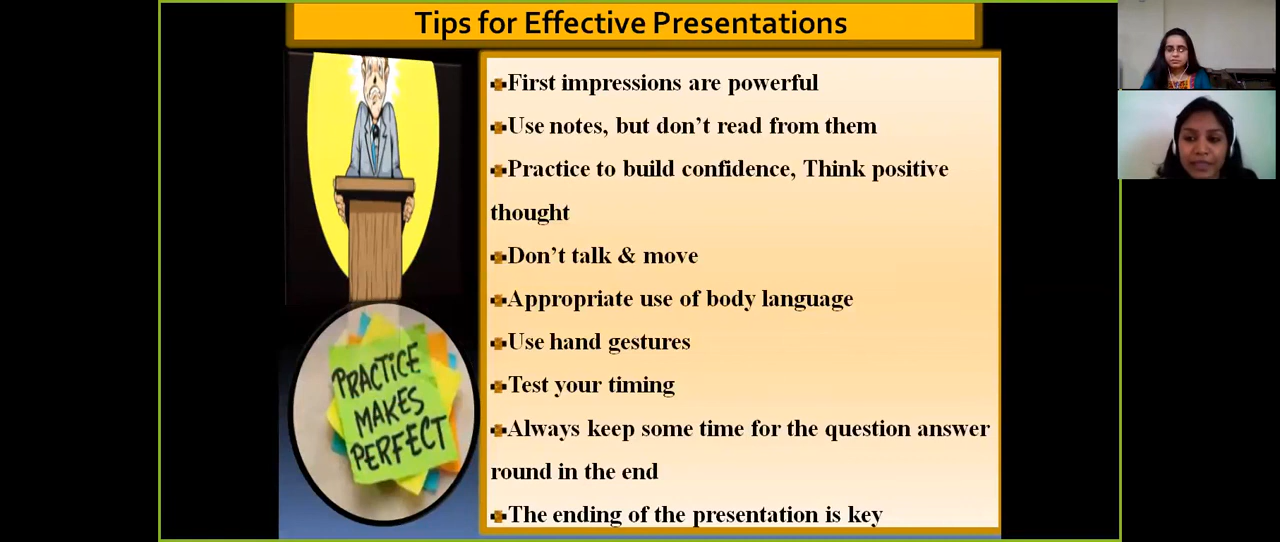 Tips for Effective Presentations
First impressions are powerful
Use notes, but don't read from them
Practice to build confidence, Think positive
thought
Don't talk & move
Appropriate use of body language
Use hand gestures
Test your timing
Always keep some time for the question answer
round in the end
The ending of the presentation is key
PRACTICE
MAKES
PERFECT